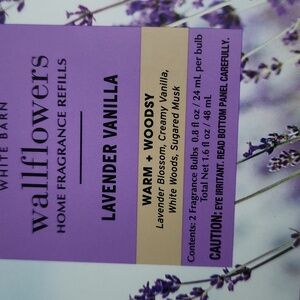 WHITE BARN
wallflowers
HOME FRAGRANCE REFILLS
LAVENDER VANILLA
WARM + WOODSY
Lavender Blossom, Creamy Vanilla,
White Woods, Sugared Musk
Contents: 2 Fragrance Bulbs 0.8 fl oz / 24 mL per bulb
Total Net 1.6 fl oz / 48 mL
CAUTION: EYE IRRITANT. READ BOTTOM PANEL CAREFULLY.